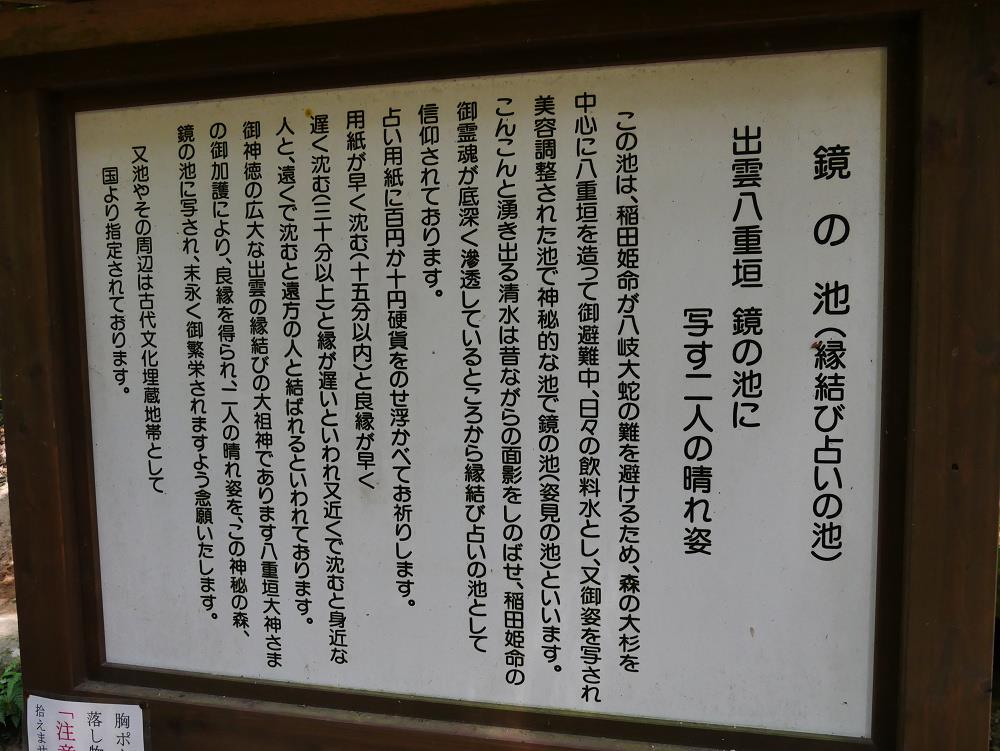 鏡の池(縁結び占いの池)
出雲八重垣 鏡の池に
写す二人の晴れ姿
この池は、稲田姫命が八岐大蛇の難を避けるため、森の大杉を
中心に八重垣を造って御避難中、日々の飲料水とし、又御姿を写され
美容調整された池で神秘的な池で鏡の池(姿見の池)といいます。
こんこんと湧き出る清水は昔ながらの面影をしのばせ、稲田姫命の
御霊魂が底深く滲透しているところから縁結び占いの池として
信仰されております。
占い用紙に百円か十円硬貨をのせ浮かべてお祈りします。
用紙が早く沈む(十五分以内)と良縁が早く
遅く沈む(三十分以上)と縁が遅いといわれ又近くで沈むと身近な
人と、遠くで沈むと遠方の人と結ばれるといわれております。
御神徳の広大な出雲の縁結びの大祖神であります八重垣大神さま
の御加護により、良縁を得られ、二人の晴れ姿を、この神秘の森、
鏡の池に写され、末永く御繁栄されますよう念願いたします。
又池やその周辺は古代文化埋蔵地帯として
国より指定されております。
胸ポ
落し物
「注意
拾えませ